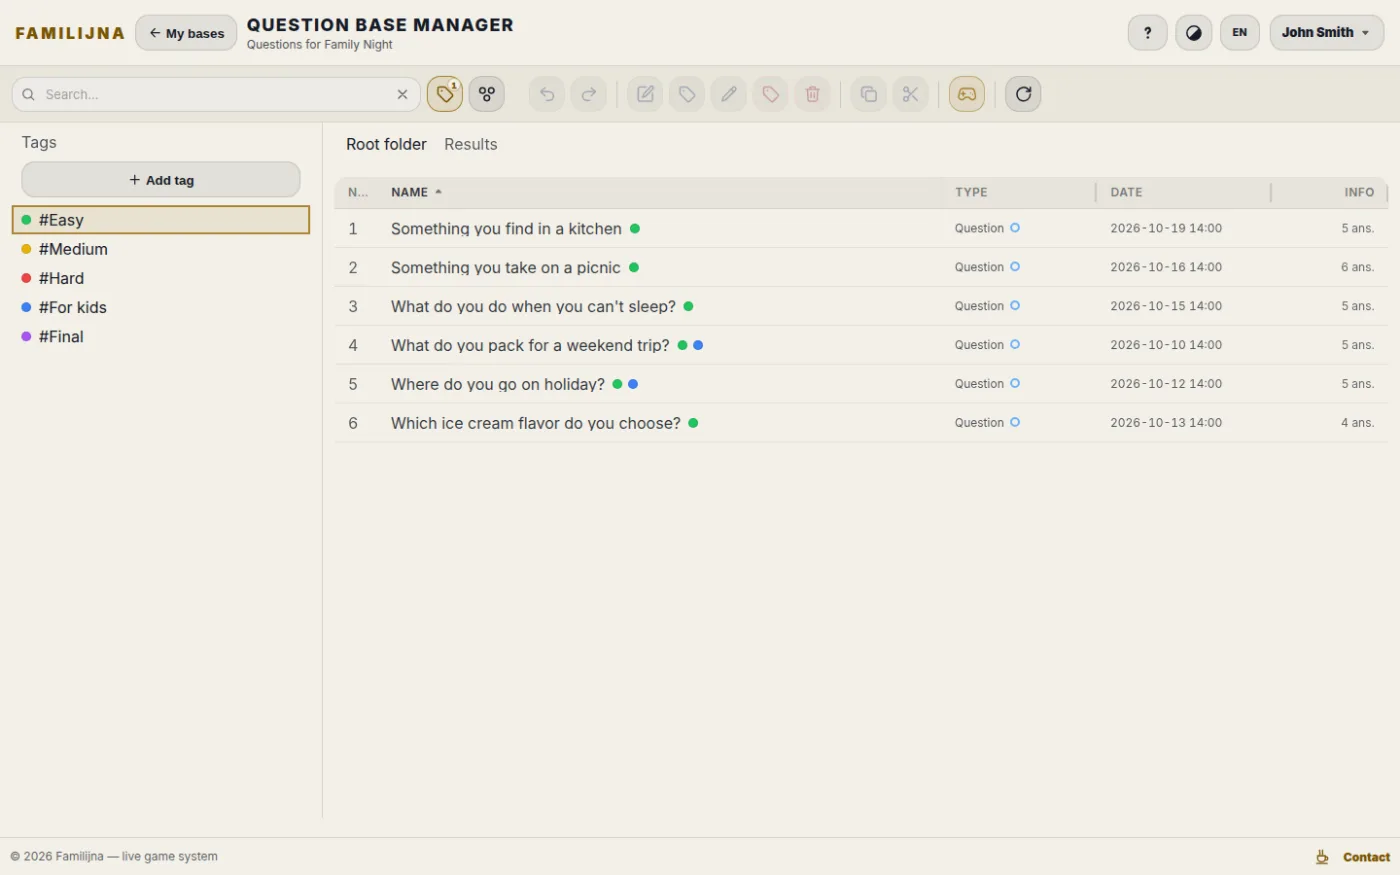 FAMILIJNA
← My bases
QUESTION BASE MANAGER
Questions for Family Night
?
EN
John Smith
Search...
1
Tags
+ Add tag
#Easy
#Medium
#Hard
#For kids
#Final
Root folder Results
N... NAME TYPE DATE INFO
1 Something you find in a kitchen Question 2026-10-19 14:00 5 ans.
2 Something you take on a picnic Question 2026-10-16 14:00 6 ans.
3 What do you do when you can't sleep? Question 2026-10-15 14:00 5 ans.
4 What do you pack for a weekend trip? Question 2026-10-10 14:00 5 ans.
5 Where do you go on holiday? Question 2026-10-12 14:00 5 ans.
6 Which ice cream flavor do you choose? Question 2026-10-13 14:00 4 ans.
© 2026 Familijna — live game system
Contact